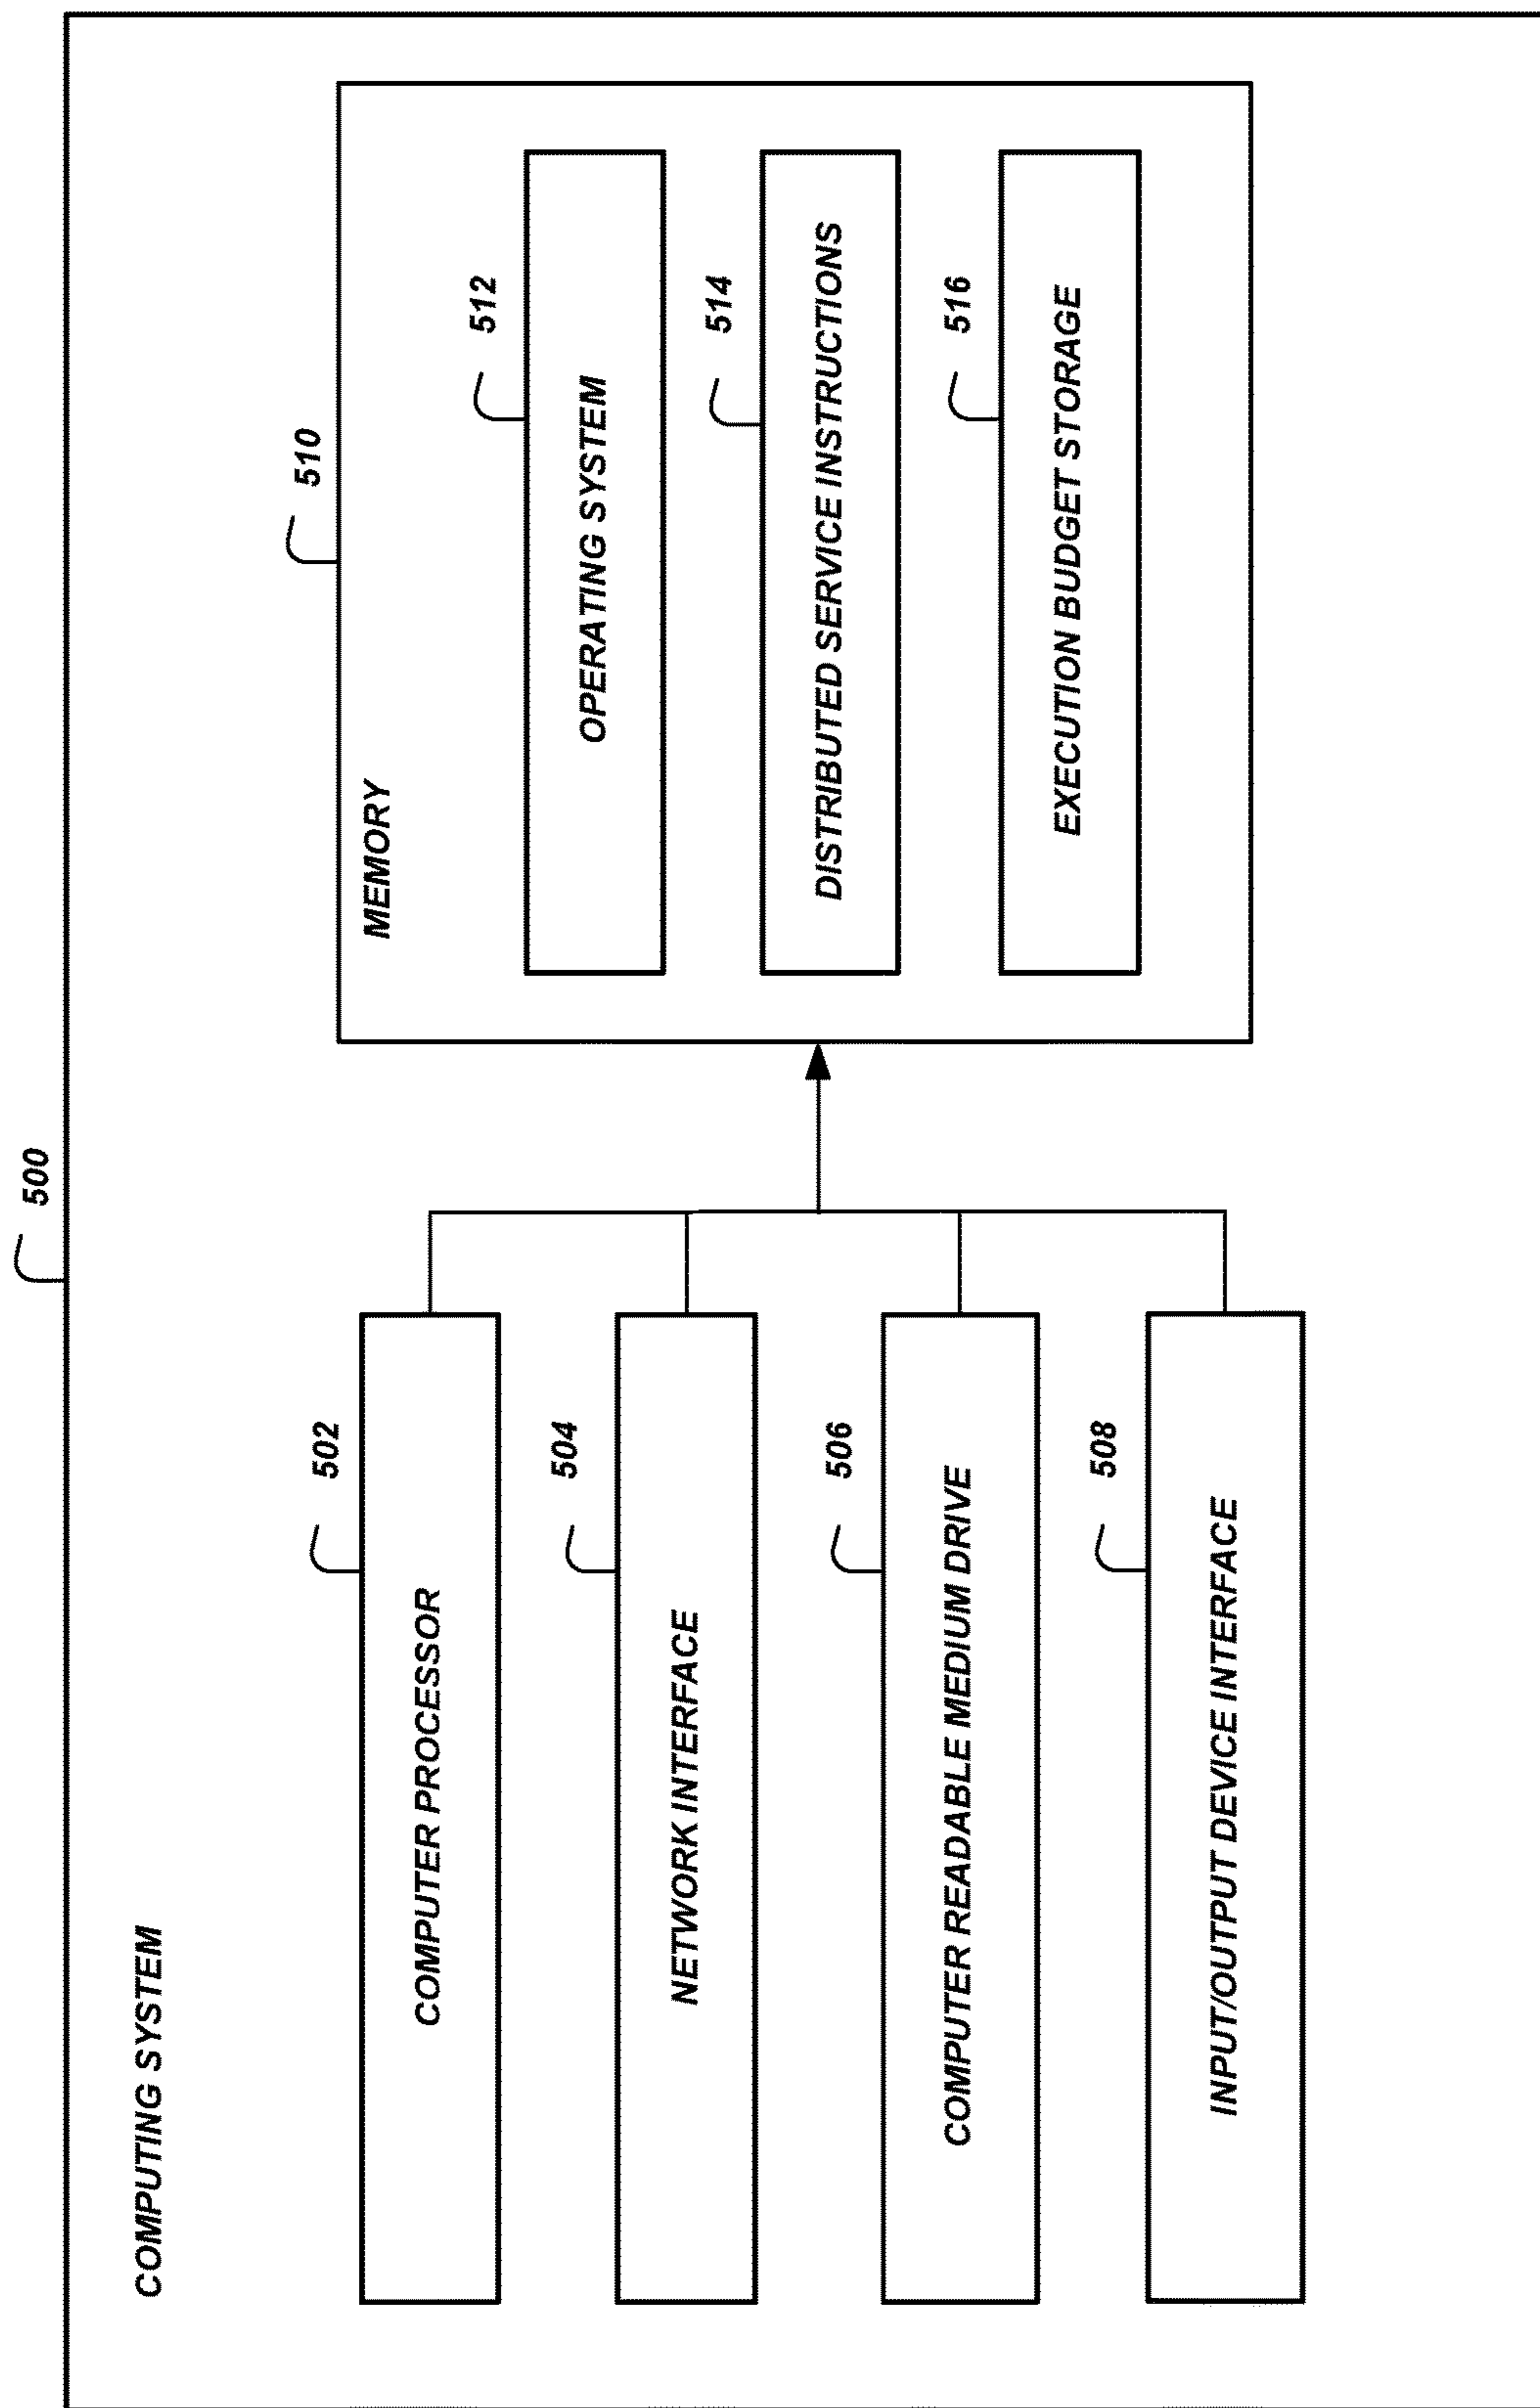 500
COMPUTING SYSTEM
502
COMPUTER PROCESSOR
504
NETWORK INTERFACE
506
COMPUTER READABLE MEDIUM DRIVE
508
INPUT/OUTPUT DEVICE INTERFACE
510
MEMORY
512
OPERATING SYSTEM
514
DISTRIBUTED SERVICE INSTRUCTIONS
516
EXECUTION BUDGET STORAGE